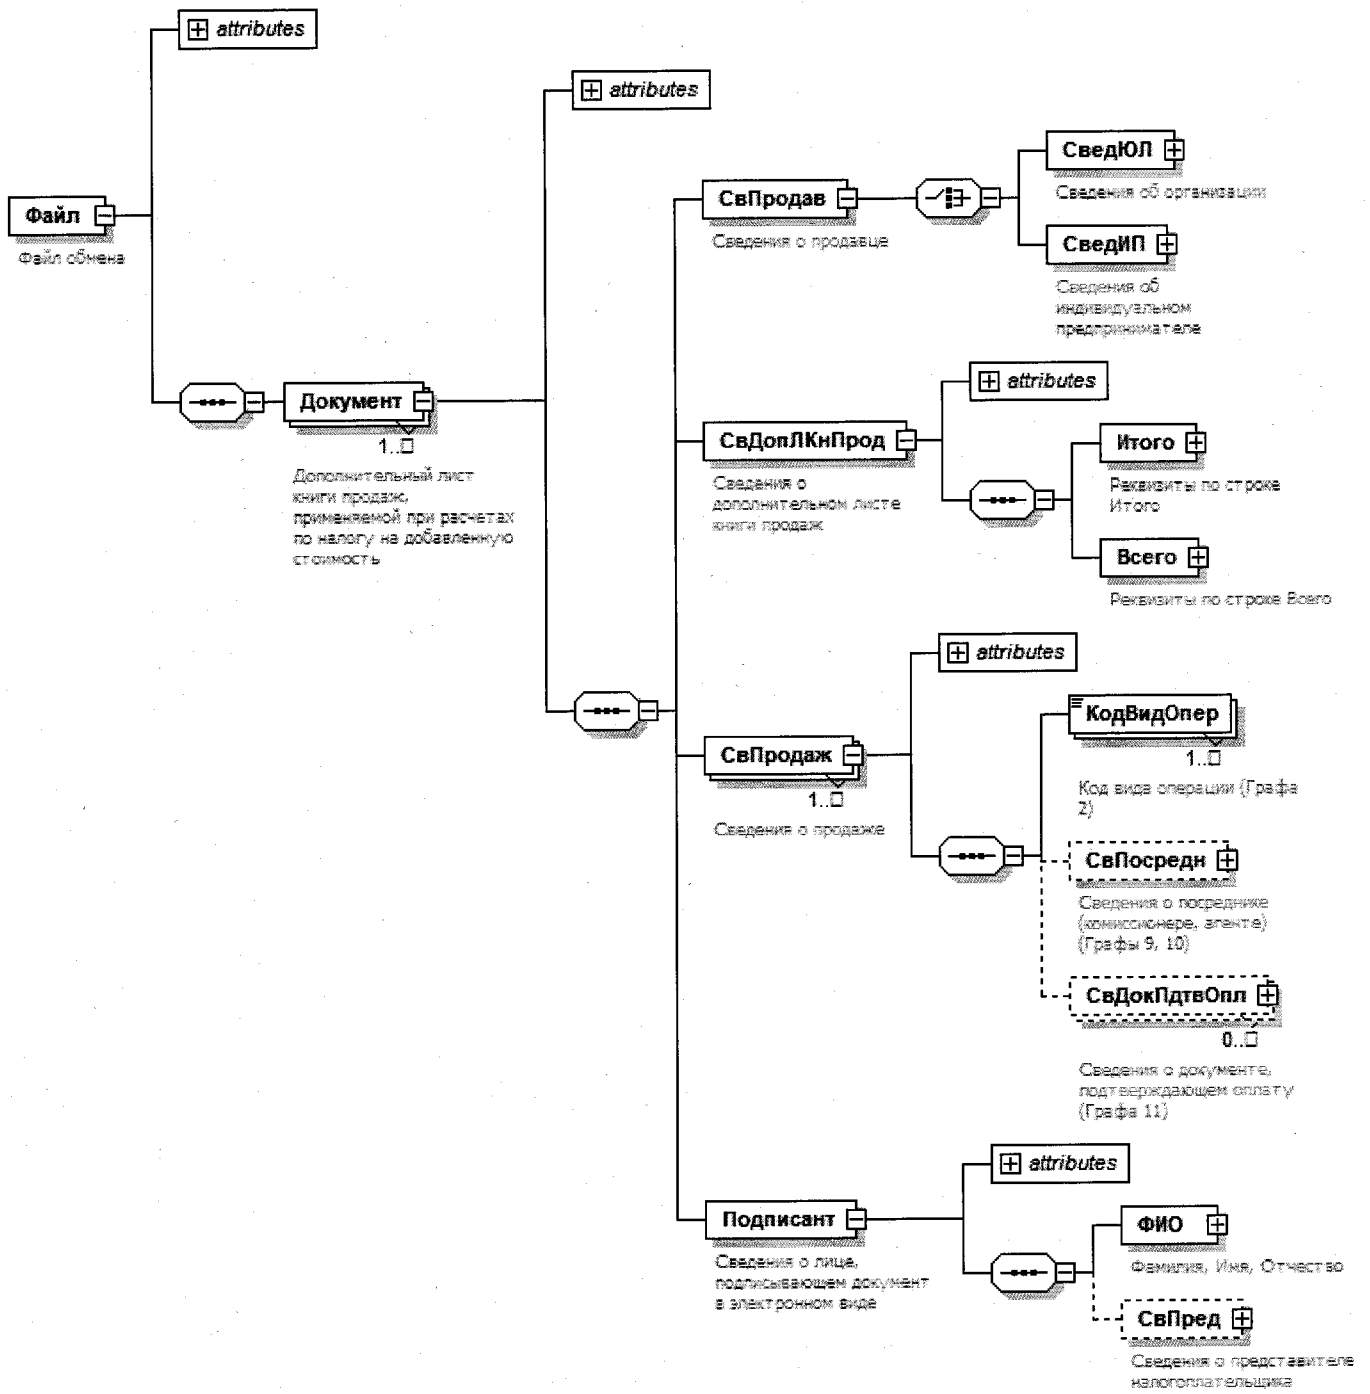 attributes
attributes
СведЮЛ
Сведения об организации
СвПродав
Сведения о продавце
Файл
Файл обмена
СведИП
Сведения об
индивидуальном
предпринимателе
attributes
Документ
1..□
Дополнительный лист
книги продаж,
применяемой при расчетах
по налогу на добавленную
стоимость
СвДопЛКнПрод
Сведения о
дополнительном листе
книги продаж
Итого
Реквизиты по строке
Итого
Всего
Реквизиты по строке Всего
attributes
КодВидОпер
1..□
Код вида операции (Графа
2)
СвПродаж
1..□
Сведения о продаже
СвПосредн
Сведения о посреднике
(комиссионере, агенте)
(Графы 9, 10)
СвДокПдтвОпл
0..□
Сведения о документе,
подтверждающем оплату
(Графа 11)
attributes
Подписант
Сведения о лице,
подписывающем документ
в электронном виде
ФИО
Фамилия, Имя, Отчество
СвПред
Сведения о представителе
налогоплательщика